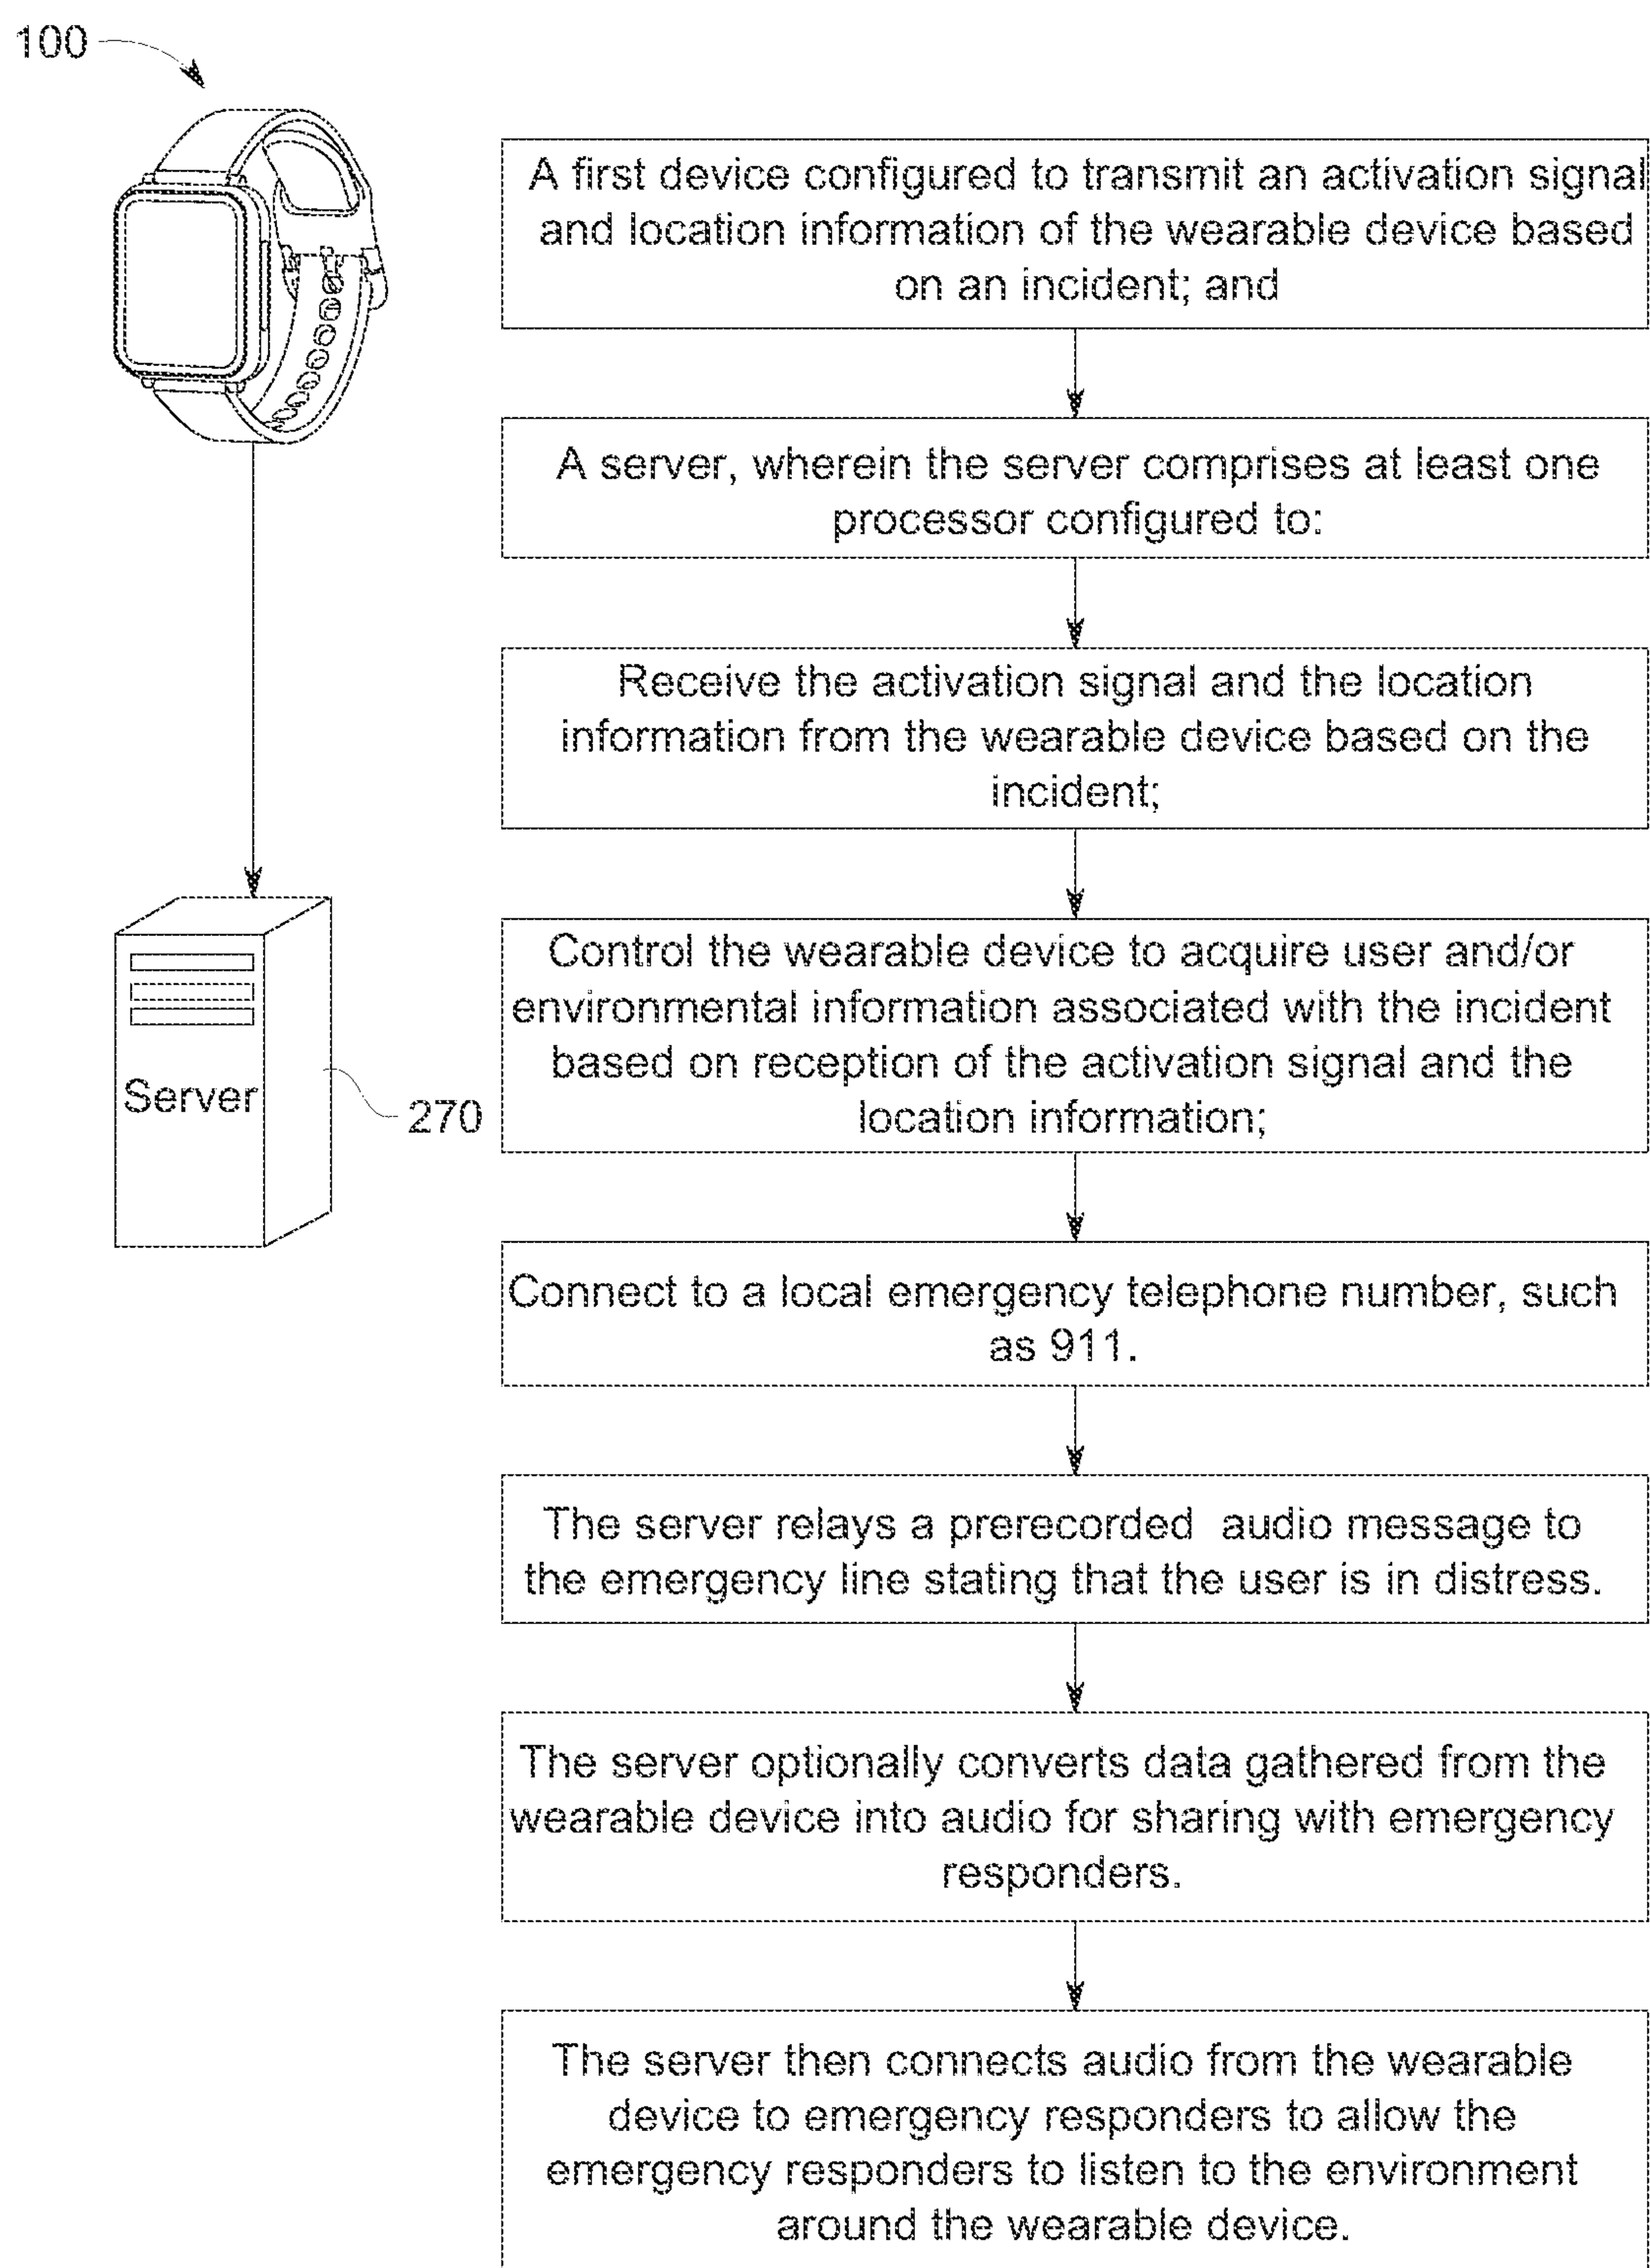 100
A first device configured to transmit an activation signal
and location information of the wearable device based
on an incident; and
A server, wherein the server comprises at least one
processor configured to:
Receive the activation signal and the location
information from the wearable device based on the
incident;
Control the wearable device to acquire user and/or
environmental information associated with the incident
based on reception of the activation signal and the
location information;
Server
270
Connect to a local emergency telephone number, such
as 911.
The server relays a prerecorded audio message to
the emergency line stating that the user is in distress.
The server optionally converts data gathered from the
wearable device into audio for sharing with emergency
responders.
The server then connects audio from the wearable
device to emergency responders to allow the
emergency responders to listen to the environment
around the wearable device.